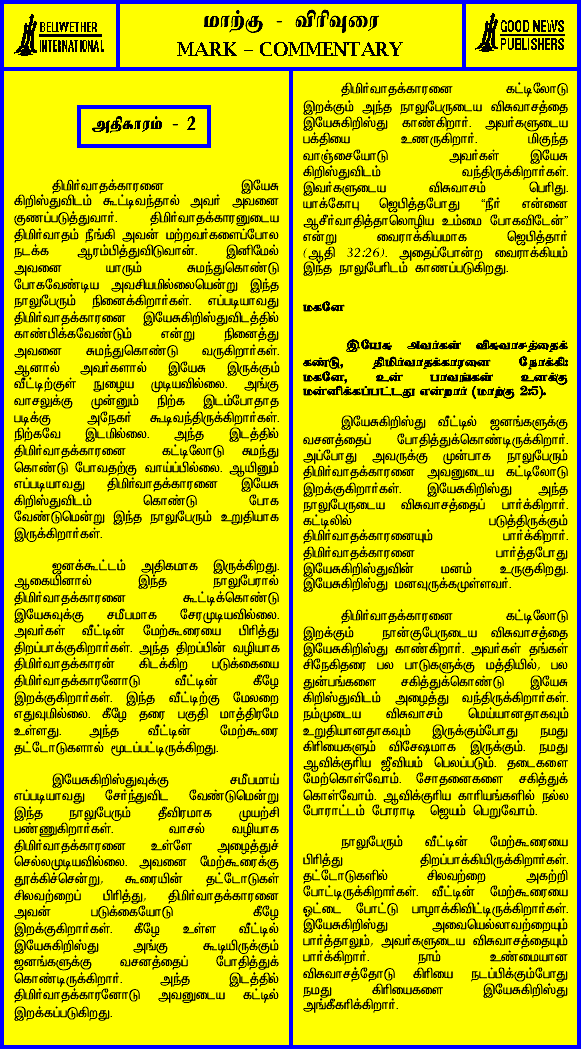 BELLWETHER
INTERNATIONAL
மாற்கு - விரிவுரை
MARK – COMMENTARY
GOOD NEWS
PUBLISHERS
அதிகாரம் - 2
திமிர்வாதக்காரனை இயேசு
கிறிஸ்துவிடம் கூட்டிவந்தால் அவர் அவனை
குணப்படுத்துவார். திமிர்வாதக்காரனுடைய
திமிர்வாதம் நீங்கி அவன் மற்றவர்களைப்போல
நடக்க ஆரம்பித்துவிடுவான். இனிமேல்
அவனை யாரும் சுமந்துகொண்டு
போகவேண்டிய அவசியமில்லையென்று இந்த
நாலுபேரும் நினைக்கிறார்கள். எப்படியாவது
திமிர்வாதக்காரனை இயேசுகிறிஸ்துவிடத்தில்
காண்பிக்கவேண்டும் என்று நினைத்து
அவனை சுமந்துகொண்டு வருகிறார்கள்.
ஆனால் அவர்களால் இயேசு இருக்கும்
வீட்டிற்குள் நுழைய முடியவில்லை. அங்கு
வாசலுக்கு முன்னும் நிற்க இடம்போதாத
படிக்கு அநேகர் கூடிவந்திருக்கிறார்கள்.
நிற்கவே இடமில்லை. அந்த இடத்தில்
திமிர்வாதக்காரனை கட்டிலோடு சுமந்து
கொண்டு போவதற்கு வாய்ப்பில்லை. ஆயினும்
எப்படியாவது திமிர்வாதக்காரனை இயேசு
கிறிஸ்துவிடம் கொண்டு போக
வேண்டுமென்று இந்த நாலுபேரும் உறுதியாக
இருக்கிறார்கள்.
ஜனக்கூட்டம் அதிகமாக இருக்கிறது.
ஆகையினால் இந்த நாலுபேரால்
திமிர்வாதக்காரனை கூட்டிக்கொண்டு
இயேசுவுக்கு சமீபமாக சேரமுடியவில்லை.
அவர்கள் வீட்டின் மேற்கூரையை பிரித்து
திறப்பாக்குகிறார்கள். அந்த திறப்பின் வழியாக
திமிர்வாதக்காரன் கிடக்கிற படுக்கையை
திமிர்வாதக்காரனோடு வீட்டின் கீழே
இறக்குகிறார்கள். இந்த வீட்டிற்கு மேலறை
எதுவுமில்லை. கீழே தரை பகுதி மாத்திரமே
உள்ளது. அந்த வீட்டின் மேற்கூரை
தட்டோடுகளால் மூடப்பட்டிருக்கிறது.
இயேசுகிறிஸ்துவுக்கு சமீபமாய்
எப்படியாவது சேர்ந்துவிட வேண்டுமென்று
இந்த நாலுபேரும் தீவிரமாக முயற்சி
பண்ணுகிறார்கள். வாசல் வழியாக
திமிர்வாதக்காரனை உள்ளே அழைத்துச்
செல்லமுடியவில்லை. அவனை மேற்கூரைக்கு
தூக்கிச்சென்று, கூரையின் தட்டோடுகள்
சிலவற்றைப் பிரித்து, திமிர்வாதக்காரனை
அவன் படுக்கையோடு கீழே
இறக்குகிறார்கள். கீழே உள்ள வீட்டில்
இயேசுகிறிஸ்து அங்கு கூடியிருக்கும்
ஜனங்களுக்கு வசனத்தைப் போதித்துக்
கொண்டிருக்கிறார். அந்த இடத்தில்
திமிர்வாதக்காரனோடு அவனுடைய கட்டில்
இறக்கப்படுகிறது.
திமிர்வாதக்காரனை கட்டிலோடு
இறக்கும் அந்த நாலுபேருடைய விசுவாசத்தை
இயேசுகிறிஸ்து காண்கிறார். அவர்களுடைய
பக்தியை உணருகிறார். மிகுந்த
வாஞ்சையோடு அவர்கள் இயேசு
கிறிஸ்துவிடம் வந்திருக்கிறார்கள்.
இவர்களுடைய விசுவாசம் பெரிது.
யாக்கோபு ஜெபித்தபோது “நீர் என்னை
ஆசீர்வாதித்தாலொழிய உம்மை போகவிடேன்”
என்று வைராக்கியமாக ஜெபித்தார்
(ஆதி 32:26). அதைப்போன்ற வைராக்கியம்
இந்த நாலுபேரிடம் காணப்படுகிறது.
மகனே
இயேசு அவர்கள் விசுவாசத்தைக்
கண்டு, திமிர்வாதக்காரனை நோக்கி:
மகனே, உன் பாவங்கள் உனக்கு
மன்னிக்கப்பட்டது என்றார் (மாற்கு 2:5).
இயேசுகிறிஸ்து வீட்டில் ஜனங்களுக்கு
வசனத்தைப் போதித்துக்கொண்டிருக்கிறார்.
அப்போது அவருக்கு முன்பாக நாலுபேரும்
திமிர்வாதக்காரனை அவனுடைய கட்டிலோடு
இறக்குகிறார்கள். இயேசுகிறிஸ்து அந்த
நாலுபேருடைய விசுவாசத்தைப் பார்க்கிறார்.
கட்டிலில் படுத்திருக்கும்
திமிர்வாதக்காரனையும் பார்க்கிறார்.
திமிர்வாதக்காரனை பார்த்தபோது
இயேசுகிறிஸ்துவின் மனம் உருகுகிறது.
இயேசுகிறிஸ்து மனவுருக்கமுள்ளவர்.
திமிர்வாதக்காரனை கட்டிலோடு
இறக்கும் நான்குபேருடைய விசுவாசத்தை
இயேசுகிறிஸ்து காண்கிறார். அவர்கள் தங்கள்
சிநேகிதரை பல பாடுகளுக்கு மத்தியில், பல
துன்பங்களை சகித்துக்கொண்டு இயேசு
கிறிஸ்துவிடம் அழைத்து வந்திருக்கிறார்கள்.
நம்முடைய விசுவாசம் மெய்யானதாகவும்
உறுதியானதாகவும் இருக்கும்போது நமது
கிரியைகளும் விசேஷமாக இருக்கும். நமது
ஆவிக்குரிய ஜீவியம் பெலப்படும். தடைகளை
மேற்கொள்வோம். சோதனைகளை சகித்துக்
கொள்வோம். ஆவிக்குரிய காரியங்களில் நல்ல
போராட்டம் போராடி ஜெயம் பெறுவோம்.
நாலுபேரும் வீட்டின் மேற்கூரையை
பிரித்து திறப்பாக்கியிருக்கிறார்கள்.
தட்டோடுகளில் சிலவற்றை அகற்றி
போட்டிருக்கிறார்கள். வீட்டின் மேற்கூரையை
ஓட்டை போட்டு பாழாக்கிவிட்டிருக்கிறார்கள்.
இயேசுகிறிஸ்து அவையெல்லாவற்றையும்
பார்த்தாலும், அவர்களுடைய விசுவாசத்தையும்
பார்க்கிறார். நாம் உண்மையான
விசுவாசத்தோடு கிரியை நடப்பிக்கும்போது
நமது கிரியைகளை இயேசுகிறிஸ்து
அங்கீகரிக்கிறார்.